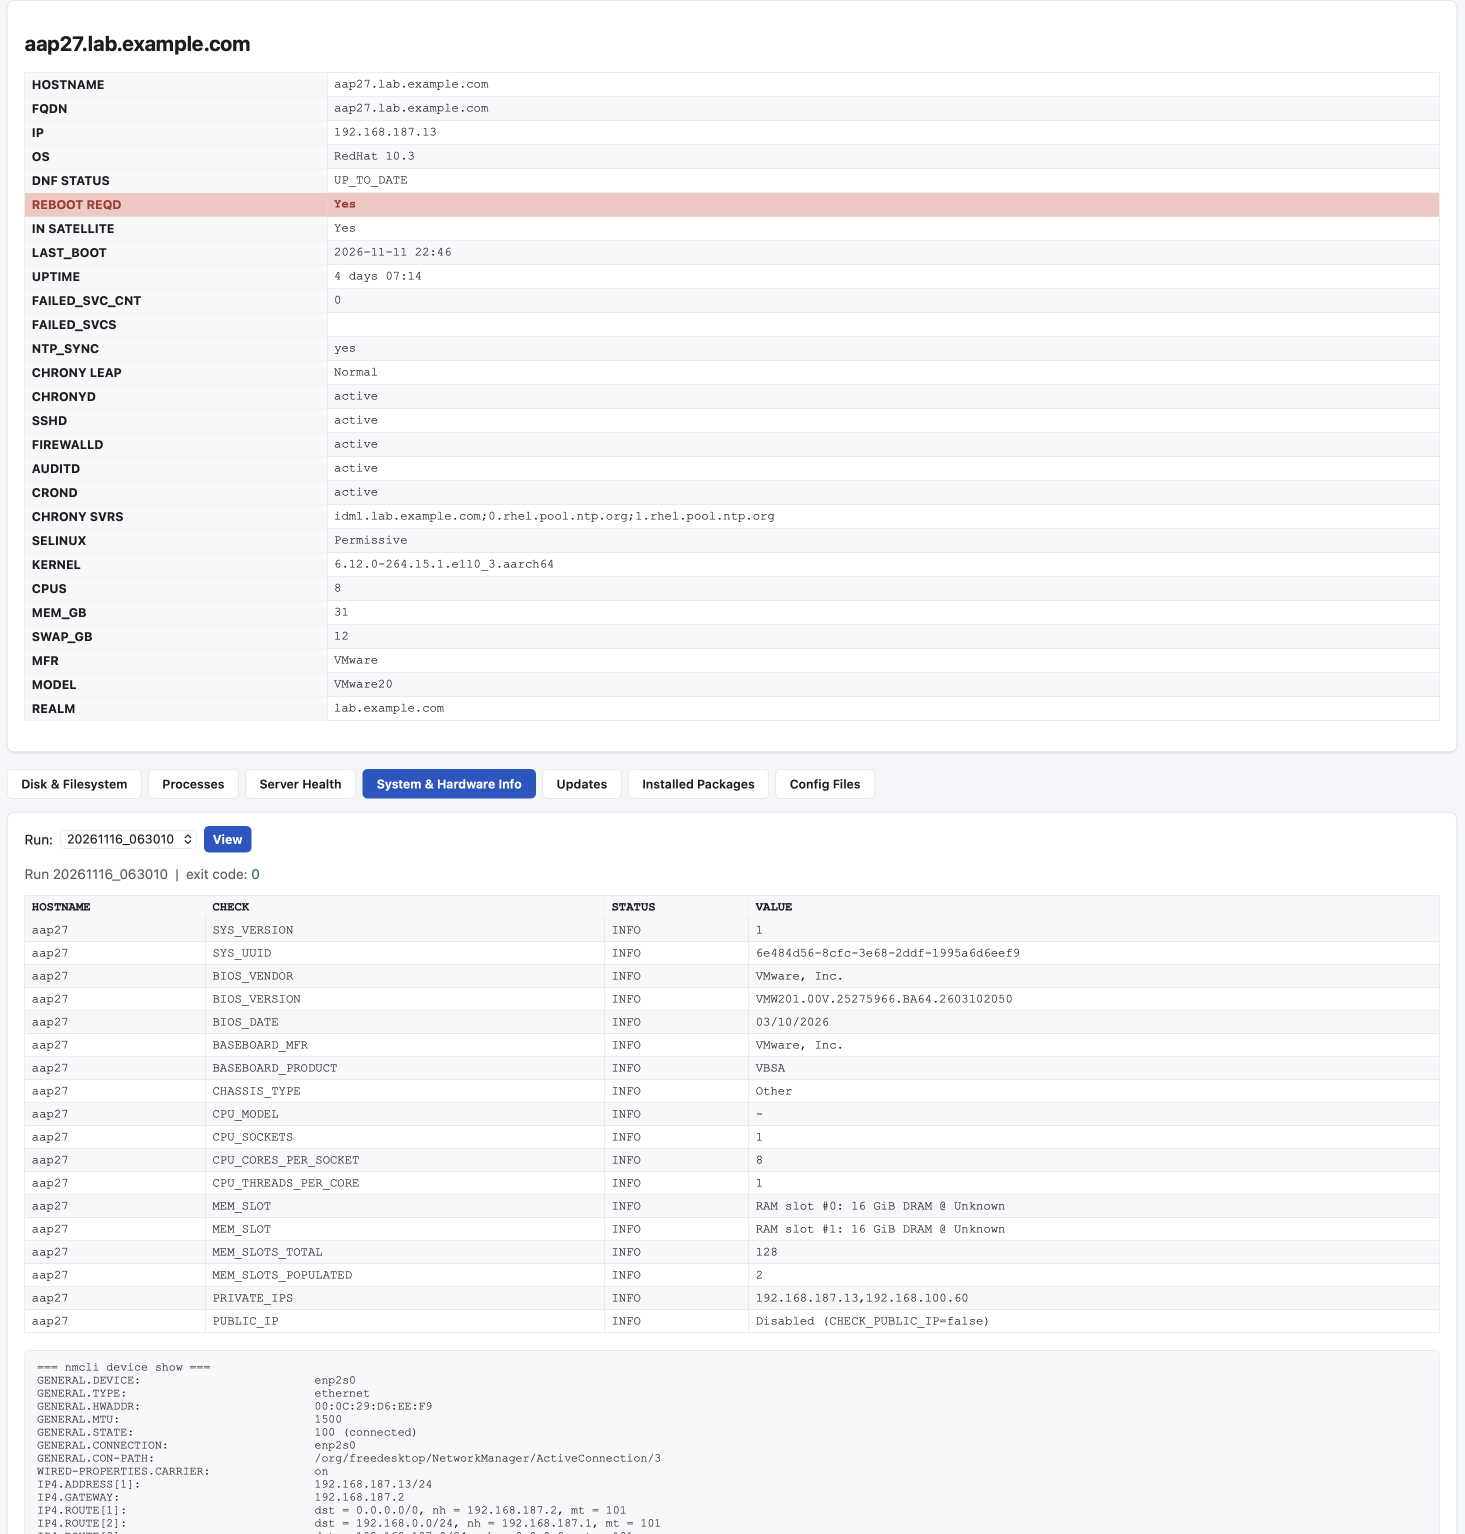 aap27.lab.example.com
HOSTNAME aap27.lab.example.com
FQDN aap27.lab.example.com
IP 192.168.187.13
OS RedHat 10.3
DNF STATUS UP_TO_DATE
REBOOT REQD Yes
IN SATELLITE Yes
LAST_BOOT 2026-11-11 22:46
UPTIME 4 days 07:14
FAILED_SVC_CNT 0
FAILED_SVCS
NTP_SYNC yes
CHRONY LEAP Normal
CHRONYD active
SSHD active
FIREWALLD active
AUDITD active
CROND active
CHRONY SVRS idm1.lab.example.com;0.rhel.pool.ntp.org;1.rhel.pool.ntp.org
SELINUX Permissive
KERNEL 6.12.0-264.15.1.el10_3.aarch64
CPUS 8
MEM_GB 31
SWAP_GB 12
MFR VMware
MODEL VMware20
REALM lab.example.com
Disk & Filesystem Processes Server Health System & Hardware Info Updates Installed Packages Config Files
Run: 20261116_063010 View
Run 20261116_063010 | exit code: 0
HOSTNAME CHECK STATUS VALUE
aap27 SYS_VERSION INFO 1
aap27 SYS_UUID INFO 6e484d56-8cfc-3e68-2ddf-1995a6d6eef9
aap27 BIOS_VENDOR INFO VMware, Inc.
aap27 BIOS_VERSION INFO VMW201.00V.25275966.BA64.2603102050
aap27 BIOS_DATE INFO 03/10/2026
aap27 BASEBOARD_MFR INFO VMware, Inc.
aap27 BASEBOARD_PRODUCT INFO VBSA
aap27 CHASSIS_TYPE INFO Other
aap27 CPU_MODEL INFO -
aap27 CPU_SOCKETS INFO 1
aap27 CPU_CORES_PER_SOCKET INFO 8
aap27 CPU_THREADS_PER_CORE INFO 1
aap27 MEM_SLOT INFO RAM slot #0: 16 GiB DRAM @ Unknown
aap27 MEM_SLOT INFO RAM slot #1: 16 GiB DRAM @ Unknown
aap27 MEM_SLOTS_TOTAL INFO 128
aap27 MEM_SLOTS_POPULATED INFO 2
aap27 PRIVATE_IPS INFO 192.168.187.13,192.168.100.60
aap27 PUBLIC_IP INFO Disabled (CHECK_PUBLIC_IP=false)
=== nmcli device show ===
GENERAL.DEVICE: enp2s0
GENERAL.TYPE: ethernet
GENERAL.HWADDR: 00:0C:29:D6:EE:F9
GENERAL.MTU: 1500
GENERAL.STATE: 100 (connected)
GENERAL.CONNECTION: enp2s0
GENERAL.CON-PATH: /org/freedesktop/NetworkManager/ActiveConnection/3
WIRED-PROPERTIES.CARRIER: on
IP4.ADDRESS[1]: 192.168.187.13/24
IP4.GATEWAY: 192.168.187.2
IP4.ROUTE[1]: dst = 0.0.0.0/0, nh = 192.168.187.2, mt = 101
IP4.ROUTE[2]: dst = 192.168.0.0/24, nh = 192.168.187.1, mt = 101